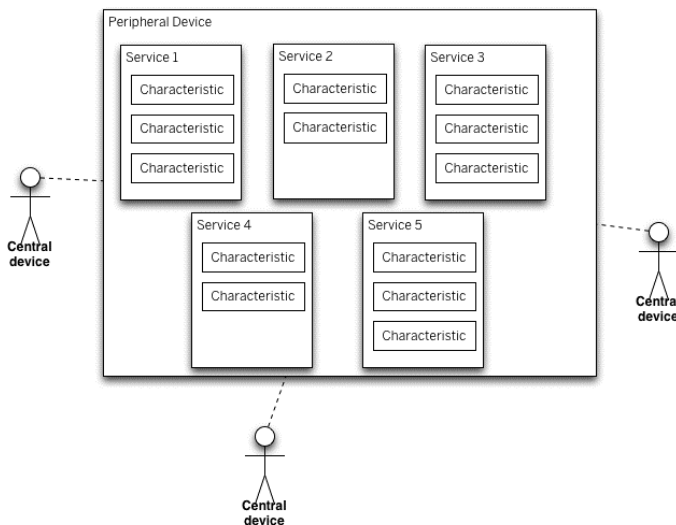 Peripheral Device
Service 1
Characteristic
Characteristic
Characteristic
Service 2
Characteristic
Characteristic
Service 3
Characteristic
Characteristic
Characteristic
Central
device
Service 4
Characteristic
Characteristic
Service 5
Characteristic
Characteristic
Characteristic
Central
device
Central
device